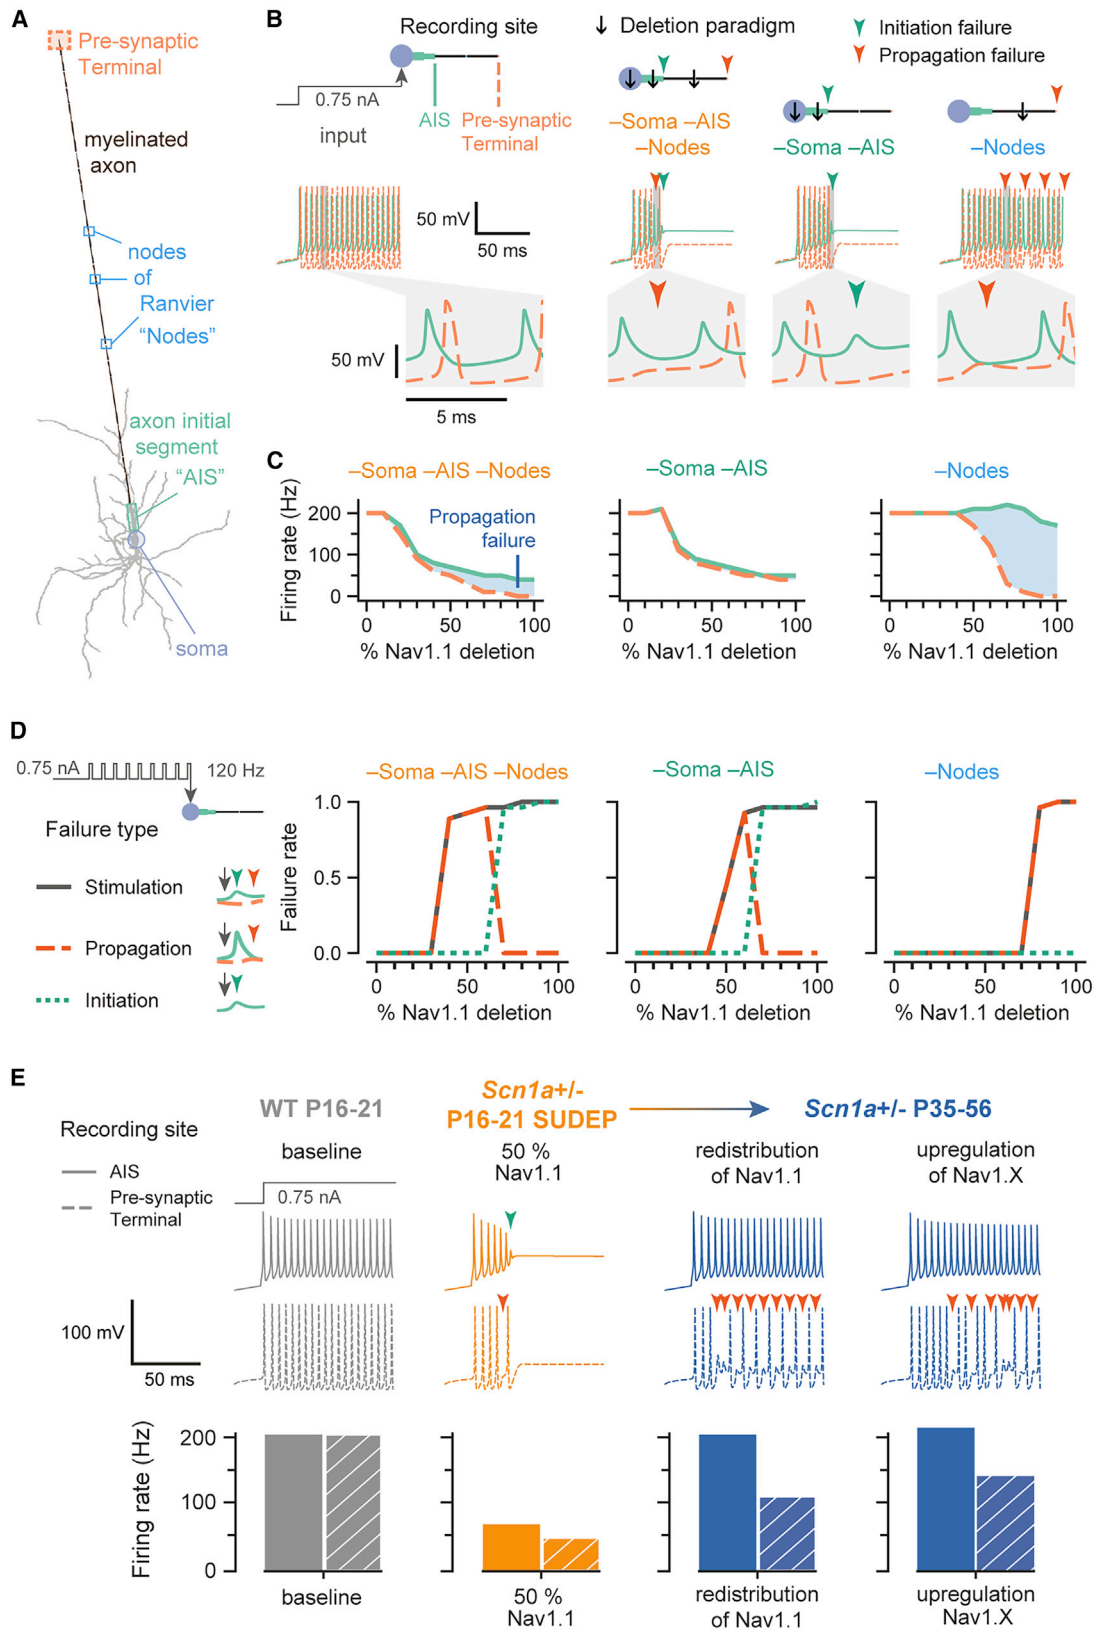 A
Pre-synaptic
Terminal
myelinated
axon
nodes
of
Ranvier
"Nodes"
axon initial
segment
"AIS"
soma
B
Recording site
0.75 nA
input
AIS
Pre-synaptic
Terminal
Deletion paradigm
Initiation failure
Propagation failure
–Soma –AIS
–Nodes
–Soma –AIS
–Nodes
50 mV
50 ms
50 mV
5 ms
C
–Soma –AIS –Nodes
–Soma –AIS
–Nodes
Firing rate (Hz)
200
100
0
Propagation
failure
0 50 100
0 50 100
0 50 100
% Nav1.1 deletion
% Nav1.1 deletion
% Nav1.1 deletion
D
0.75 nA
120 Hz
Failure type
Stimulation
Propagation
Initiation
–Soma –AIS –Nodes
–Soma –AIS
–Nodes
Failure rate
1.0
0.5
0.0
0 50 100
0 50 100
0 50 100
% Nav1.1 deletion
% Nav1.1 deletion
% Nav1.1 deletion
E
Recording site
AIS
Pre-synaptic
Terminal
WT P16-21
Scn1a+/-
P16-21 SUDEP
Scn1a+/- P35-56
baseline
50 %
Nav1.1
redistribution
of Nav1.1
upregulation
of Nav1.X
0.75 nA
100 mV
50 ms
Firing rate (Hz)
200
100
0
baseline
50 %
Nav1.1
redistribution
of Nav1.1
upregulation
Nav1.X